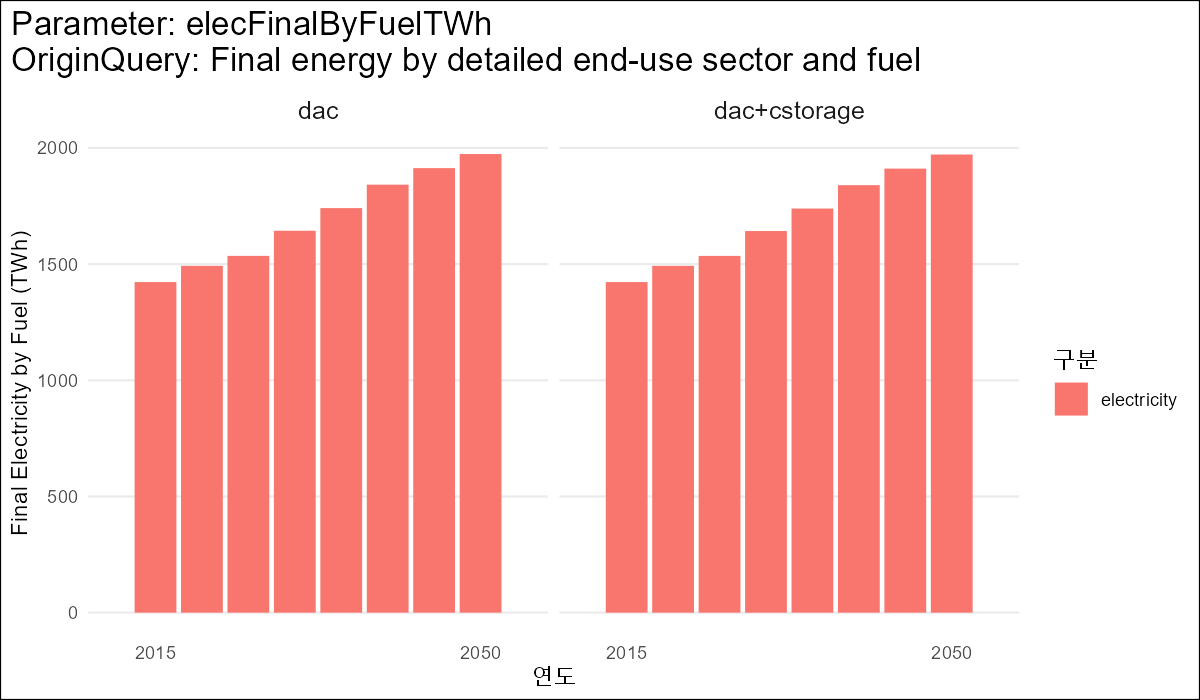 Parameter: elecFinalByFuelTWh
OriginQuery: Final energy by detailed end-use sector and fuel
dac
dac+cstorage
Final Electricity by Fuel (TWh)
2000
1500
1000
500
0
2015
2050
2015
2050
연도
구분
electricity